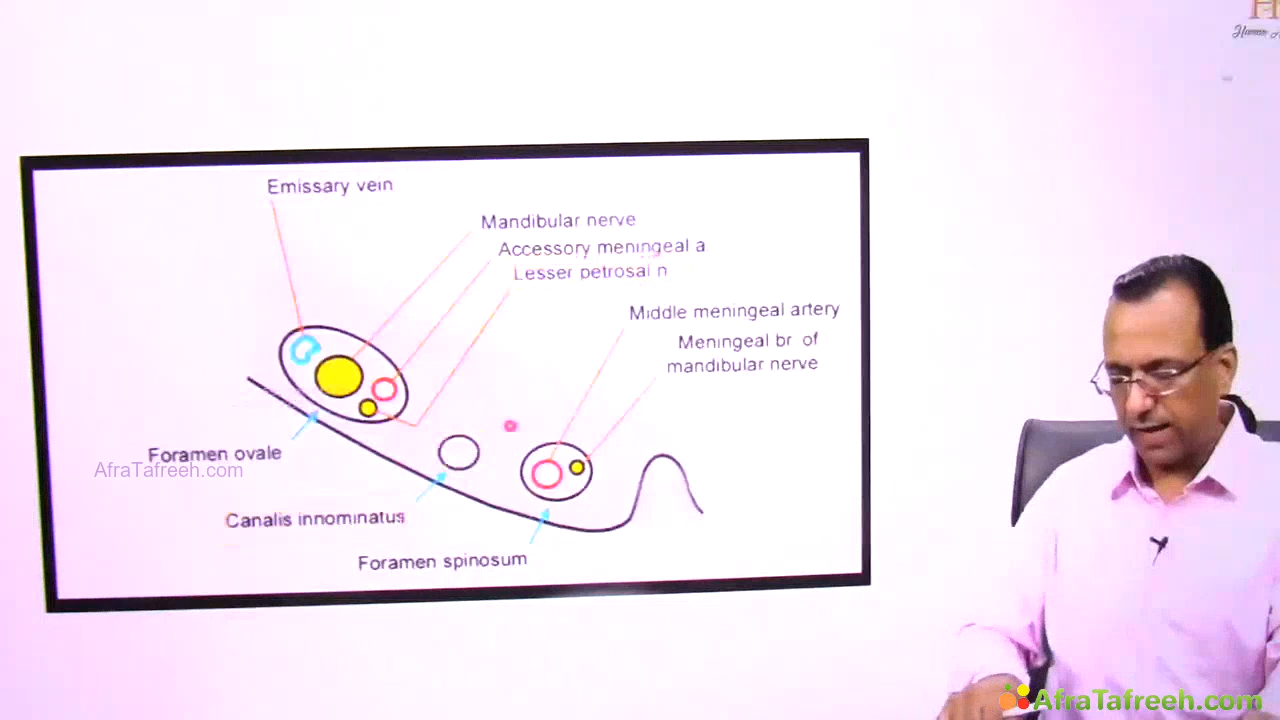 Human
Emissary vein
Mandibular nerve
Accessory meningeal a
Lesser petrosal n
Middle meningeal artery
Meningeal br of
mandibular nerve
Foramen ovale
AfraTafreeh.com
Canalis innominatus
Foramen spinosum
AfraTafreeh.com